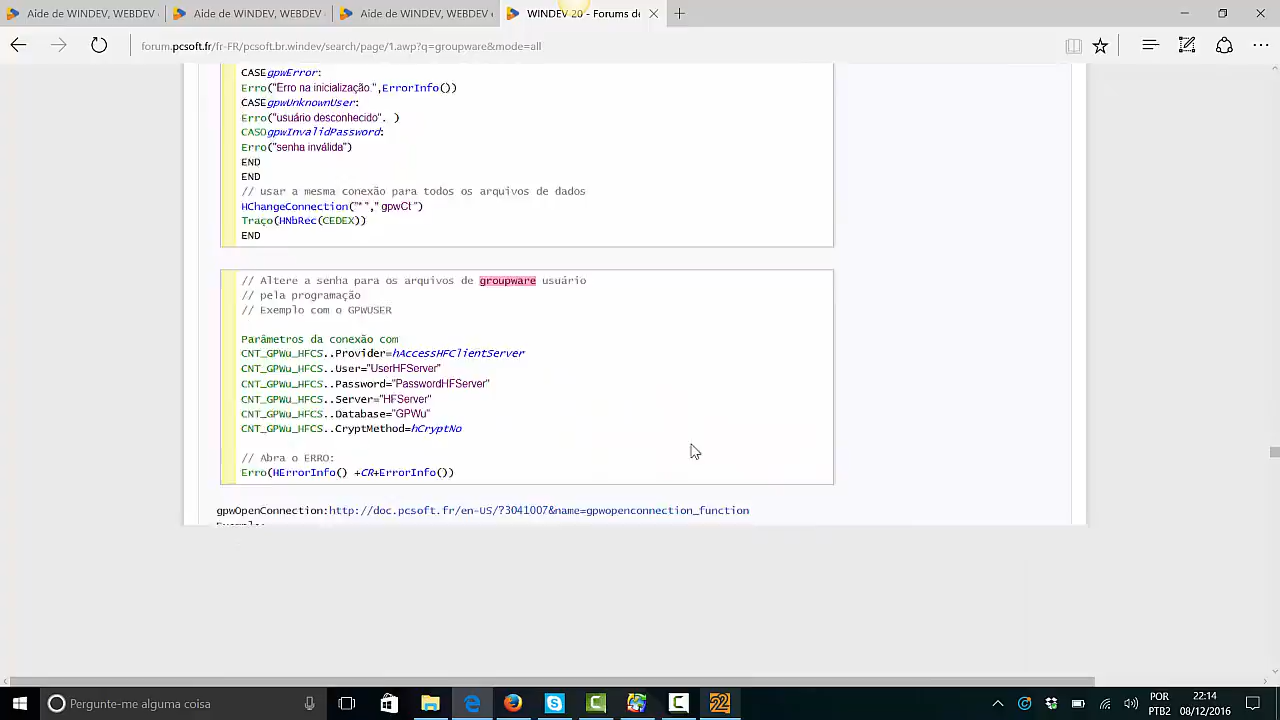 Aide de WINDEV, WEBDEV
Aide de WINDEV, WEBDEV
Aide de WINDEV, WEBDEV
WINDEV 20 - Forums de
forum.pcsoft.fr/fr-FR/pcsoft.br.windev/search/page/1.awp?q=groupware&mode=all
CASEgpwError:
Erro("Erro na inicialização.",ErrorInfo())
CASEgpwUnknownUser:
Erro("usuário desconhecido". )
CASOgpwInvalidPassword:
Erro("senha inválida")
END
END
// usar a mesma conexão para todos os arquivos de dados
HChangeConnection("* "," gpwCt ")
Traço(HNbRec(CEDEX))
END
// Altere a senha para os arquivos de groupware usuário
// pela programação
// Exemplo com o GPWUSER
Parâmetros da conexão com
CNT_GPWu_HFCS..Provider=hAccessHFClientServer
CNT_GPWu_HFCS..User="UserHFServer"
CNT_GPWu_HFCS..Password="PasswordHFServer"
CNT_GPWu_HFCS..Server="HFServer"
CNT_GPWu_HFCS..Database="GPWu"
CNT_GPWu_HFCS..CryptMethod=hCryptNo
// Abra o ERRO:
Erro(HErrorInfo() +CR+ErrorInfo())
gpwOpenConnection:http://doc.pcsoft.fr/en-US/?3041007&name=gpwopenconnection_function
Exemplo:
Pergunte-me alguma coisa
22
POR
PTB2
22:14
08/12/2016